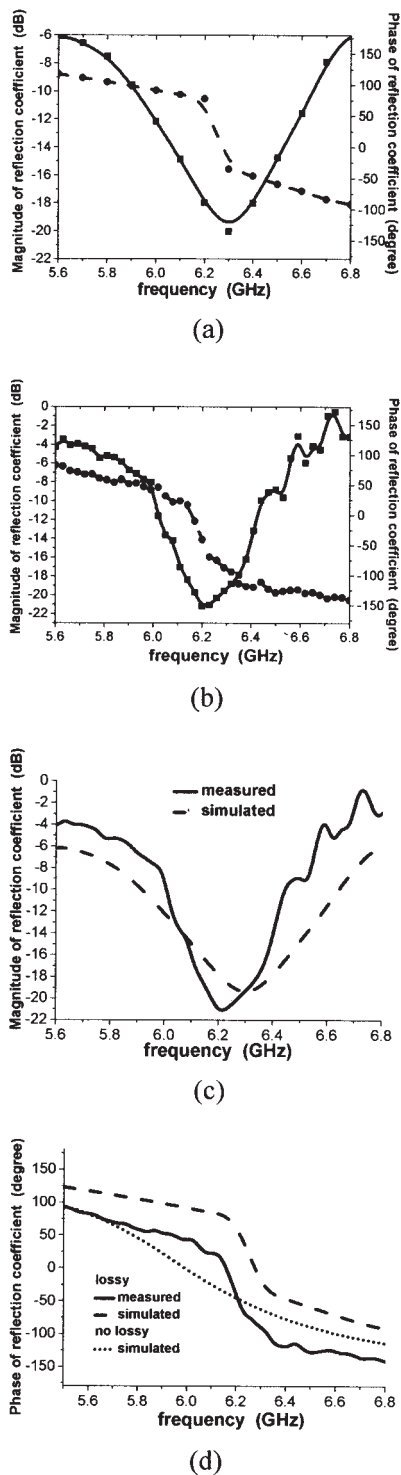 Magnitude of reflection coefficient (dB)
-6
-8
-10
-12
-14
-16
-18
-20
-22
5.6 5.8 6.0 6.2 6.4 6.6 6.8
frequency (GHz)
150
100
50
0
-50
-100
-150
Phase of reflection coefficient (degree)
(a)
Magnitude of reflection coefficient (dB)
0
-2
-4
-6
-8
-10
-12
-14
-16
-18
-20
-22
5.6 5.8 6.0 6.2 6.4 6.6 6.8
frequency (GHz)
150
100
50
0
-50
-100
-150
Phase of reflection coefficient (degree)
(b)
Magnitude of reflection coefficient (dB)
0
-2
-4
-6
-8
-10
-12
-14
-16
-18
-20
-22
measured
simulated
5.6 5.8 6.0 6.2 6.4 6.6 6.8
frequency (GHz)
(c)
Phase of reflection coefficient (degree)
150
100
50
0
-50
-100
-150
lossy
measured
simulated
no lossy
simulated
5.6 5.8 6.0 6.2 6.4 6.6 6.8
frequency (GHz)
(d)